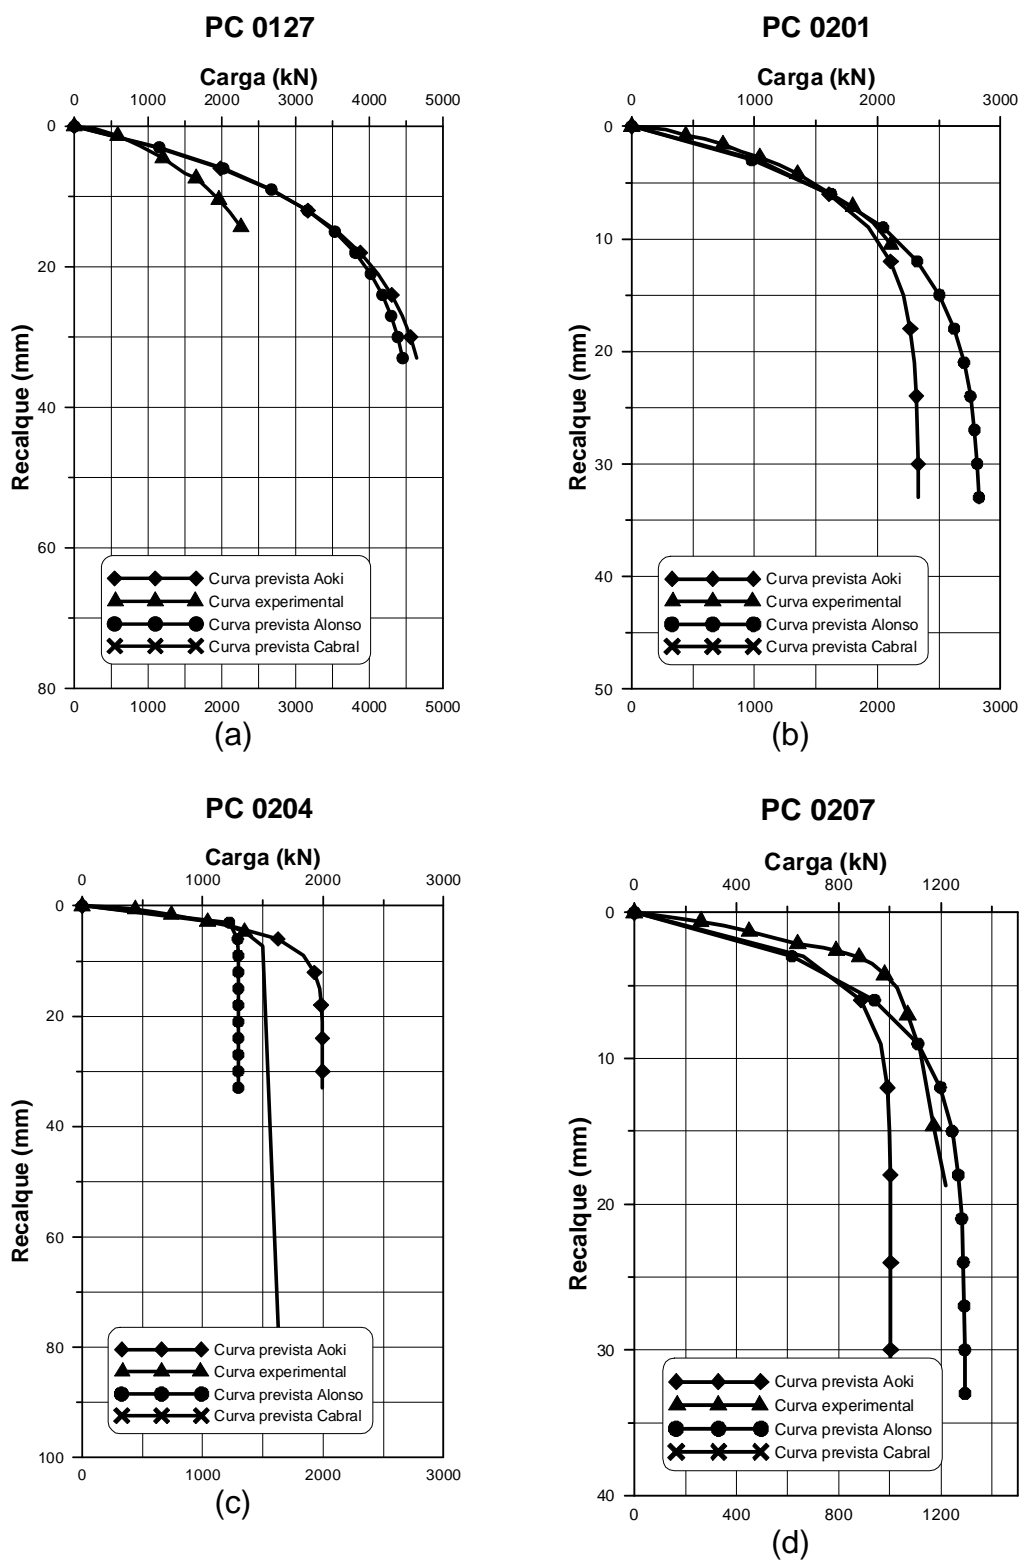 PC 0127
Carga (kN)
0 1000 2000 3000 4000 5000
0
20
40
60
80
Recalque (mm)
Curva prevista Aoki
Curva experimental
Curva prevista Alonso
Curva prevista Cabral
0 1000 2000 3000 4000 5000
(a)
PC 0201
Carga (kN)
0 1000 2000 3000
0
10
20
30
40
50
Recalque (mm)
Curva prevista Aoki
Curva experimental
Curva prevista Alonso
Curva prevista Cabral
0 1000 2000 3000
(b)
PC 0204
Carga (kN)
0 1000 2000 3000
0
20
40
60
80
100
Recalque (mm)
Curva prevista Aoki
Curva experimental
Curva prevista Alonso
Curva prevista Cabral
0 1000 2000 3000
(c)
PC 0207
Carga (kN)
0 400 800 1200
0
10
20
30
40
Recalque (mm)
Curva prevista Aoki
Curva experimental
Curva prevista Alonso
Curva prevista Cabral
0 400 800 1200
(d)